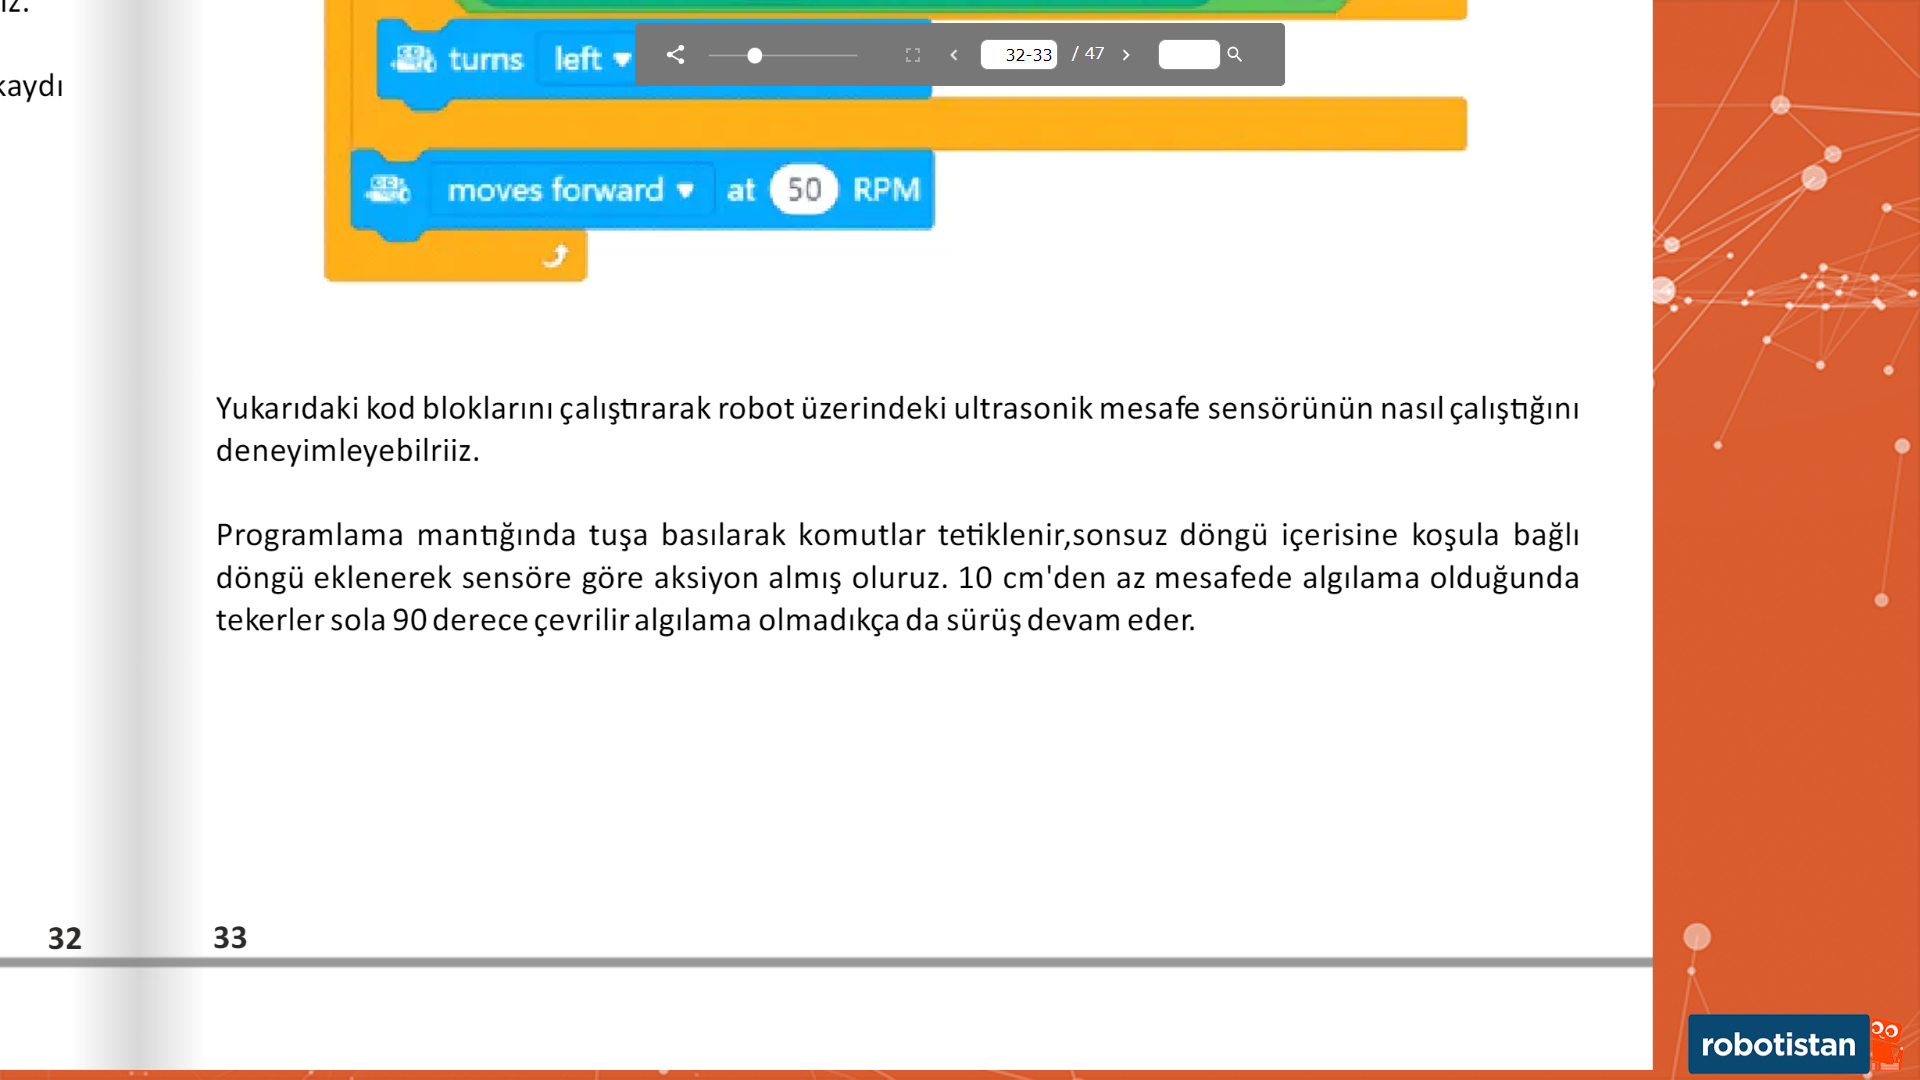 ız.
kaydı
turns left
32-33 / 47
moves forward at 50 RPM
Yukarıdaki kod bloklarını çalıştırarak robot üzerindeki ultrasonik mesafe sensörünün nasıl çalıştığını
deneyimleyebilriiz.
Programlama mantığında tuşa basılarak komutlar tetiklenir,sonsuz döngü içerisine koşula bağlı
döngü eklenerek sensöre göre aksiyon almış oluruz. 10 cm'den az mesafede algılama olduğunda
tekerler sola 90 derece çevrilir algılama olmadıkça da sürüş devam eder.
32
33
robotistan